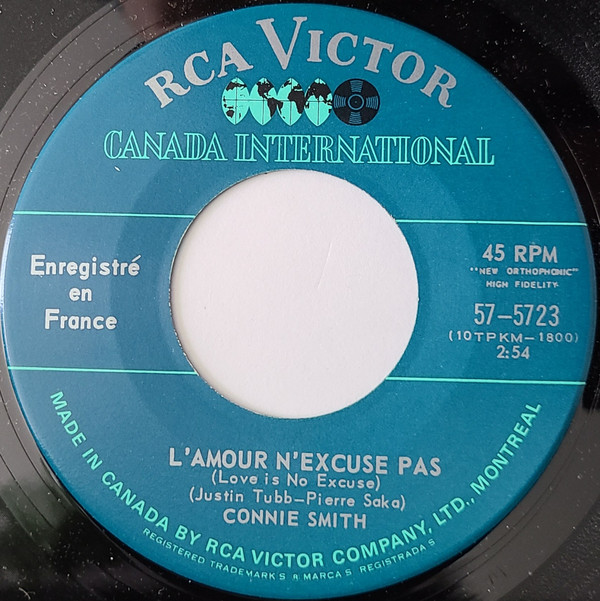 RCA VICTOR
CANADA INTERNATIONAL
Enregistré
en
France
45 RPM
"NEW ORTHOPHONIC"
HIGH FIDELITY
57-5723
(10TPKM-1800)
2:54
L'AMOUR N'EXCUSE PAS
(Love is No Excuse)
(Justin Tubb-Pierre Saka)
CONNIE SMITH
MADE IN CANADA BY RCA VICTOR COMPANY, LTD., MONTREAL
REGISTERED TRADEMARKS & MARCAS REGISTRADAS